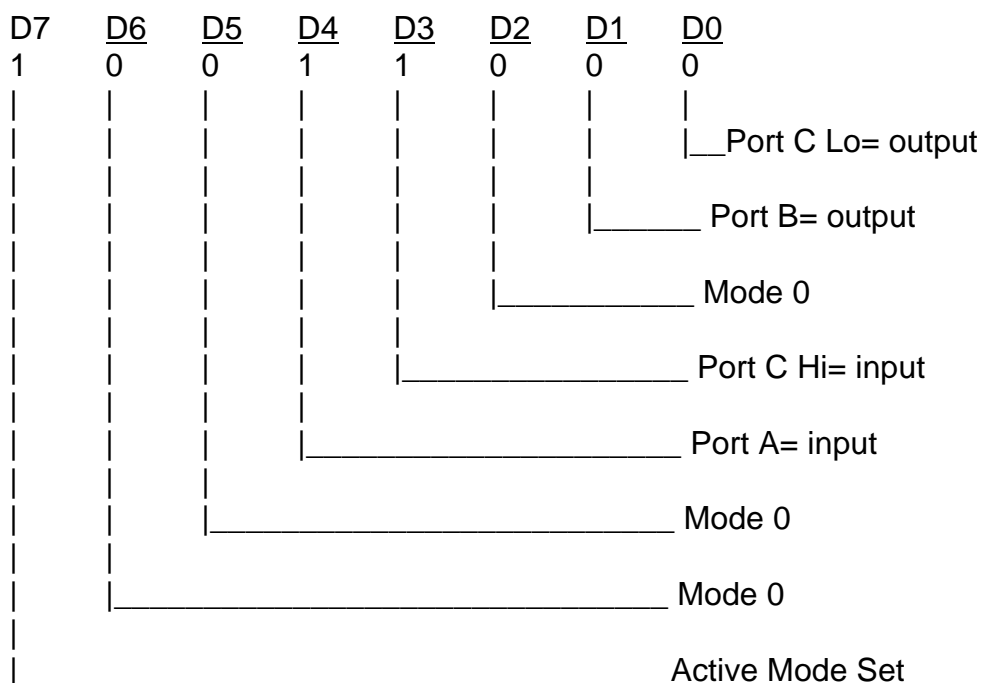 D7 D6 D5 D4 D3 D2 D1 D0
1 0 0 1 1 0 0 0
Port C Lo= output
Port B= output
Mode 0
Port C Hi= input
Port A= input
Mode 0
Mode 0
Active Mode Set